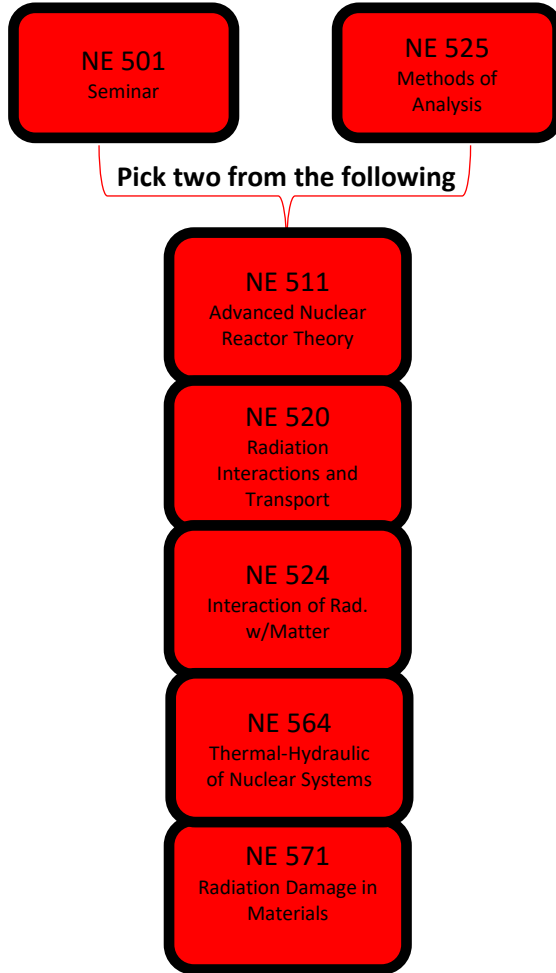 NE 501
Seminar
NE 525
Methods of
Analysis
Pick two from the following
NE 511
Advanced Nuclear
Reactor Theory
NE 520
Radiation
Interactions and
Transport
NE 524
Interaction of Rad.
w/Matter
NE 564
Thermal-Hydraulic
of Nuclear Systems
NE 571
Radiation Damage in
Materials